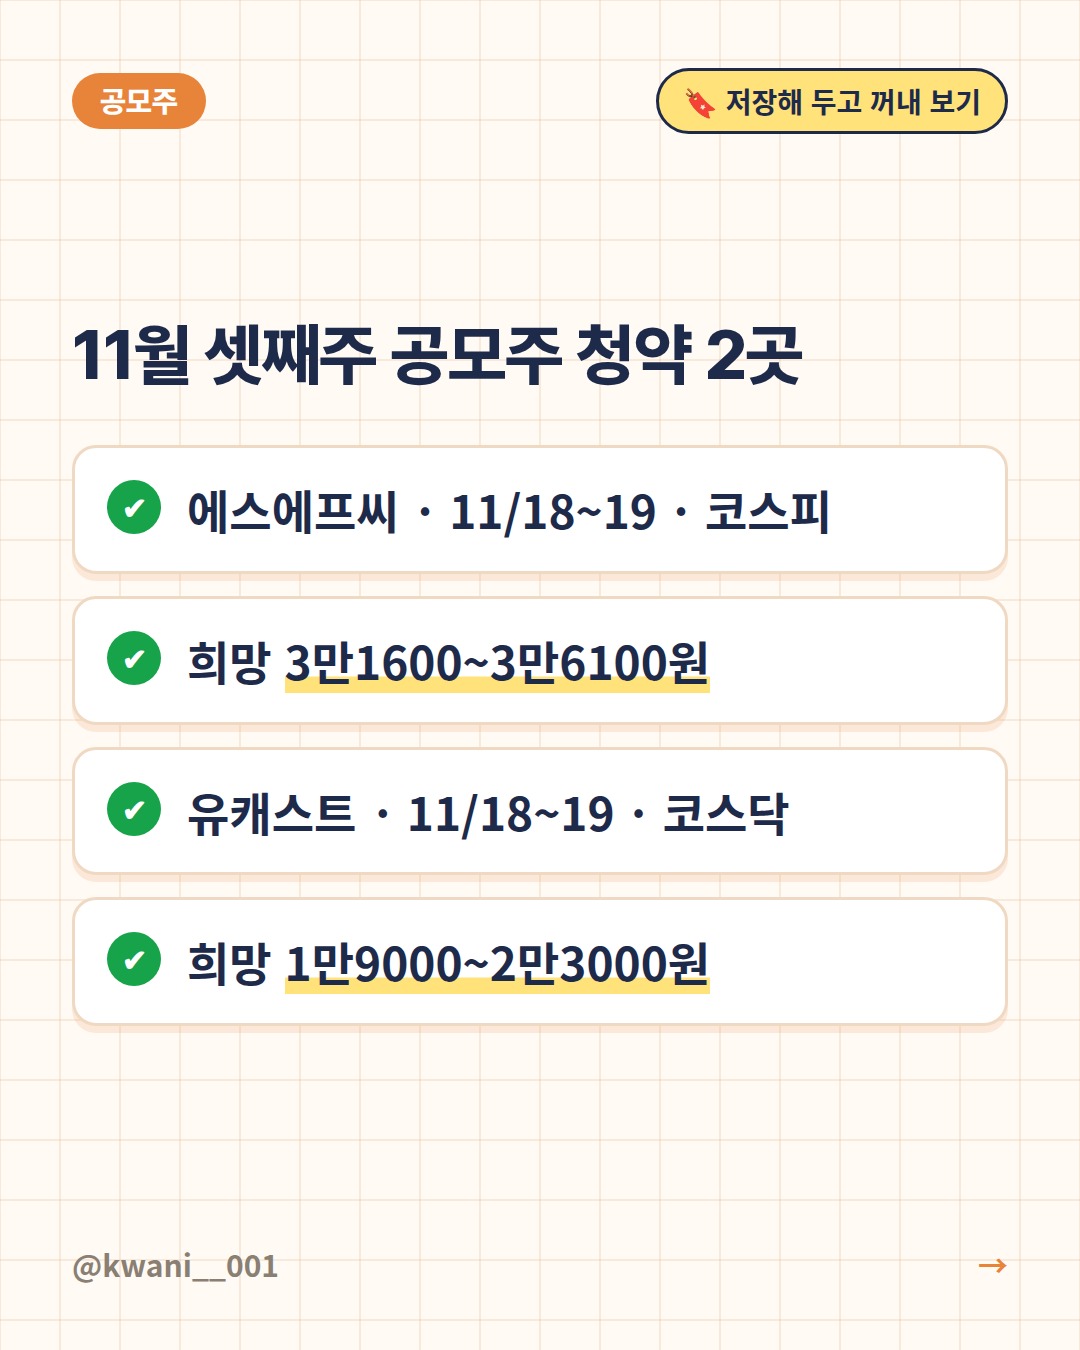 공모주
🔖 저장해 두고 꺼내 보기
11월 셋째주 공모주 청약 2곳
✔ 에스에프씨 · 11/18~19 · 코스피
✔ 희망 3만1600~3만6100원
✔ 유캐스트 · 11/18~19 · 코스닥
✔ 희망 1만9000~2만3000원
@kwani__001
→